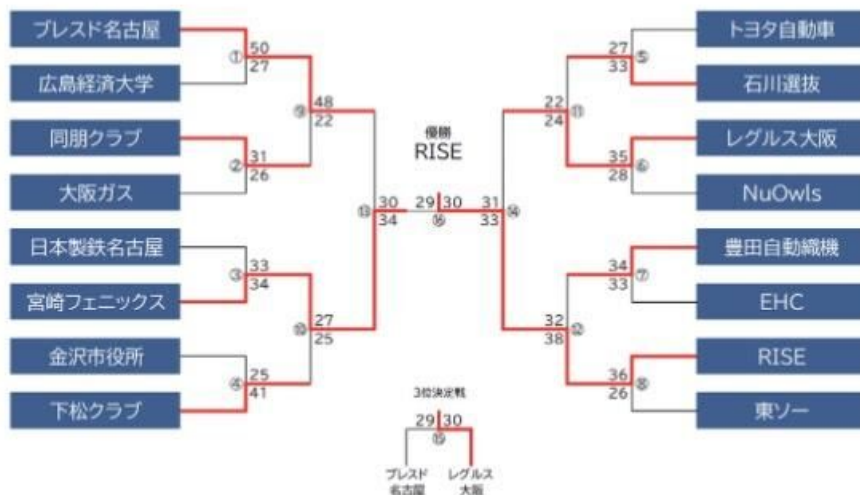 ブレスド名古屋
① 50
27
広島経済大学
⑨ 48
22
同朋クラブ
② 31
26
大阪ガス
⑬ 30
34
日本製鉄名古屋
③ 33
34
宮崎フェニックス
⑩ 27
25
金沢市役所
④ 25
41
下松クラブ
優勝
RISE
29 30
⑯
トヨタ自動車
27 ⑤
33
石川選抜
22 ⑪
24
レグルス大阪
35 ⑥
28
NuOwls
31 ⑭
33
豊田自動織機
34 ⑦
33
EHC
32 ⑫
38
RISE
36 ⑧
26
東ソー
3位決定戦
29 30
⑮
ブレスド
名古屋
レグルス
大阪